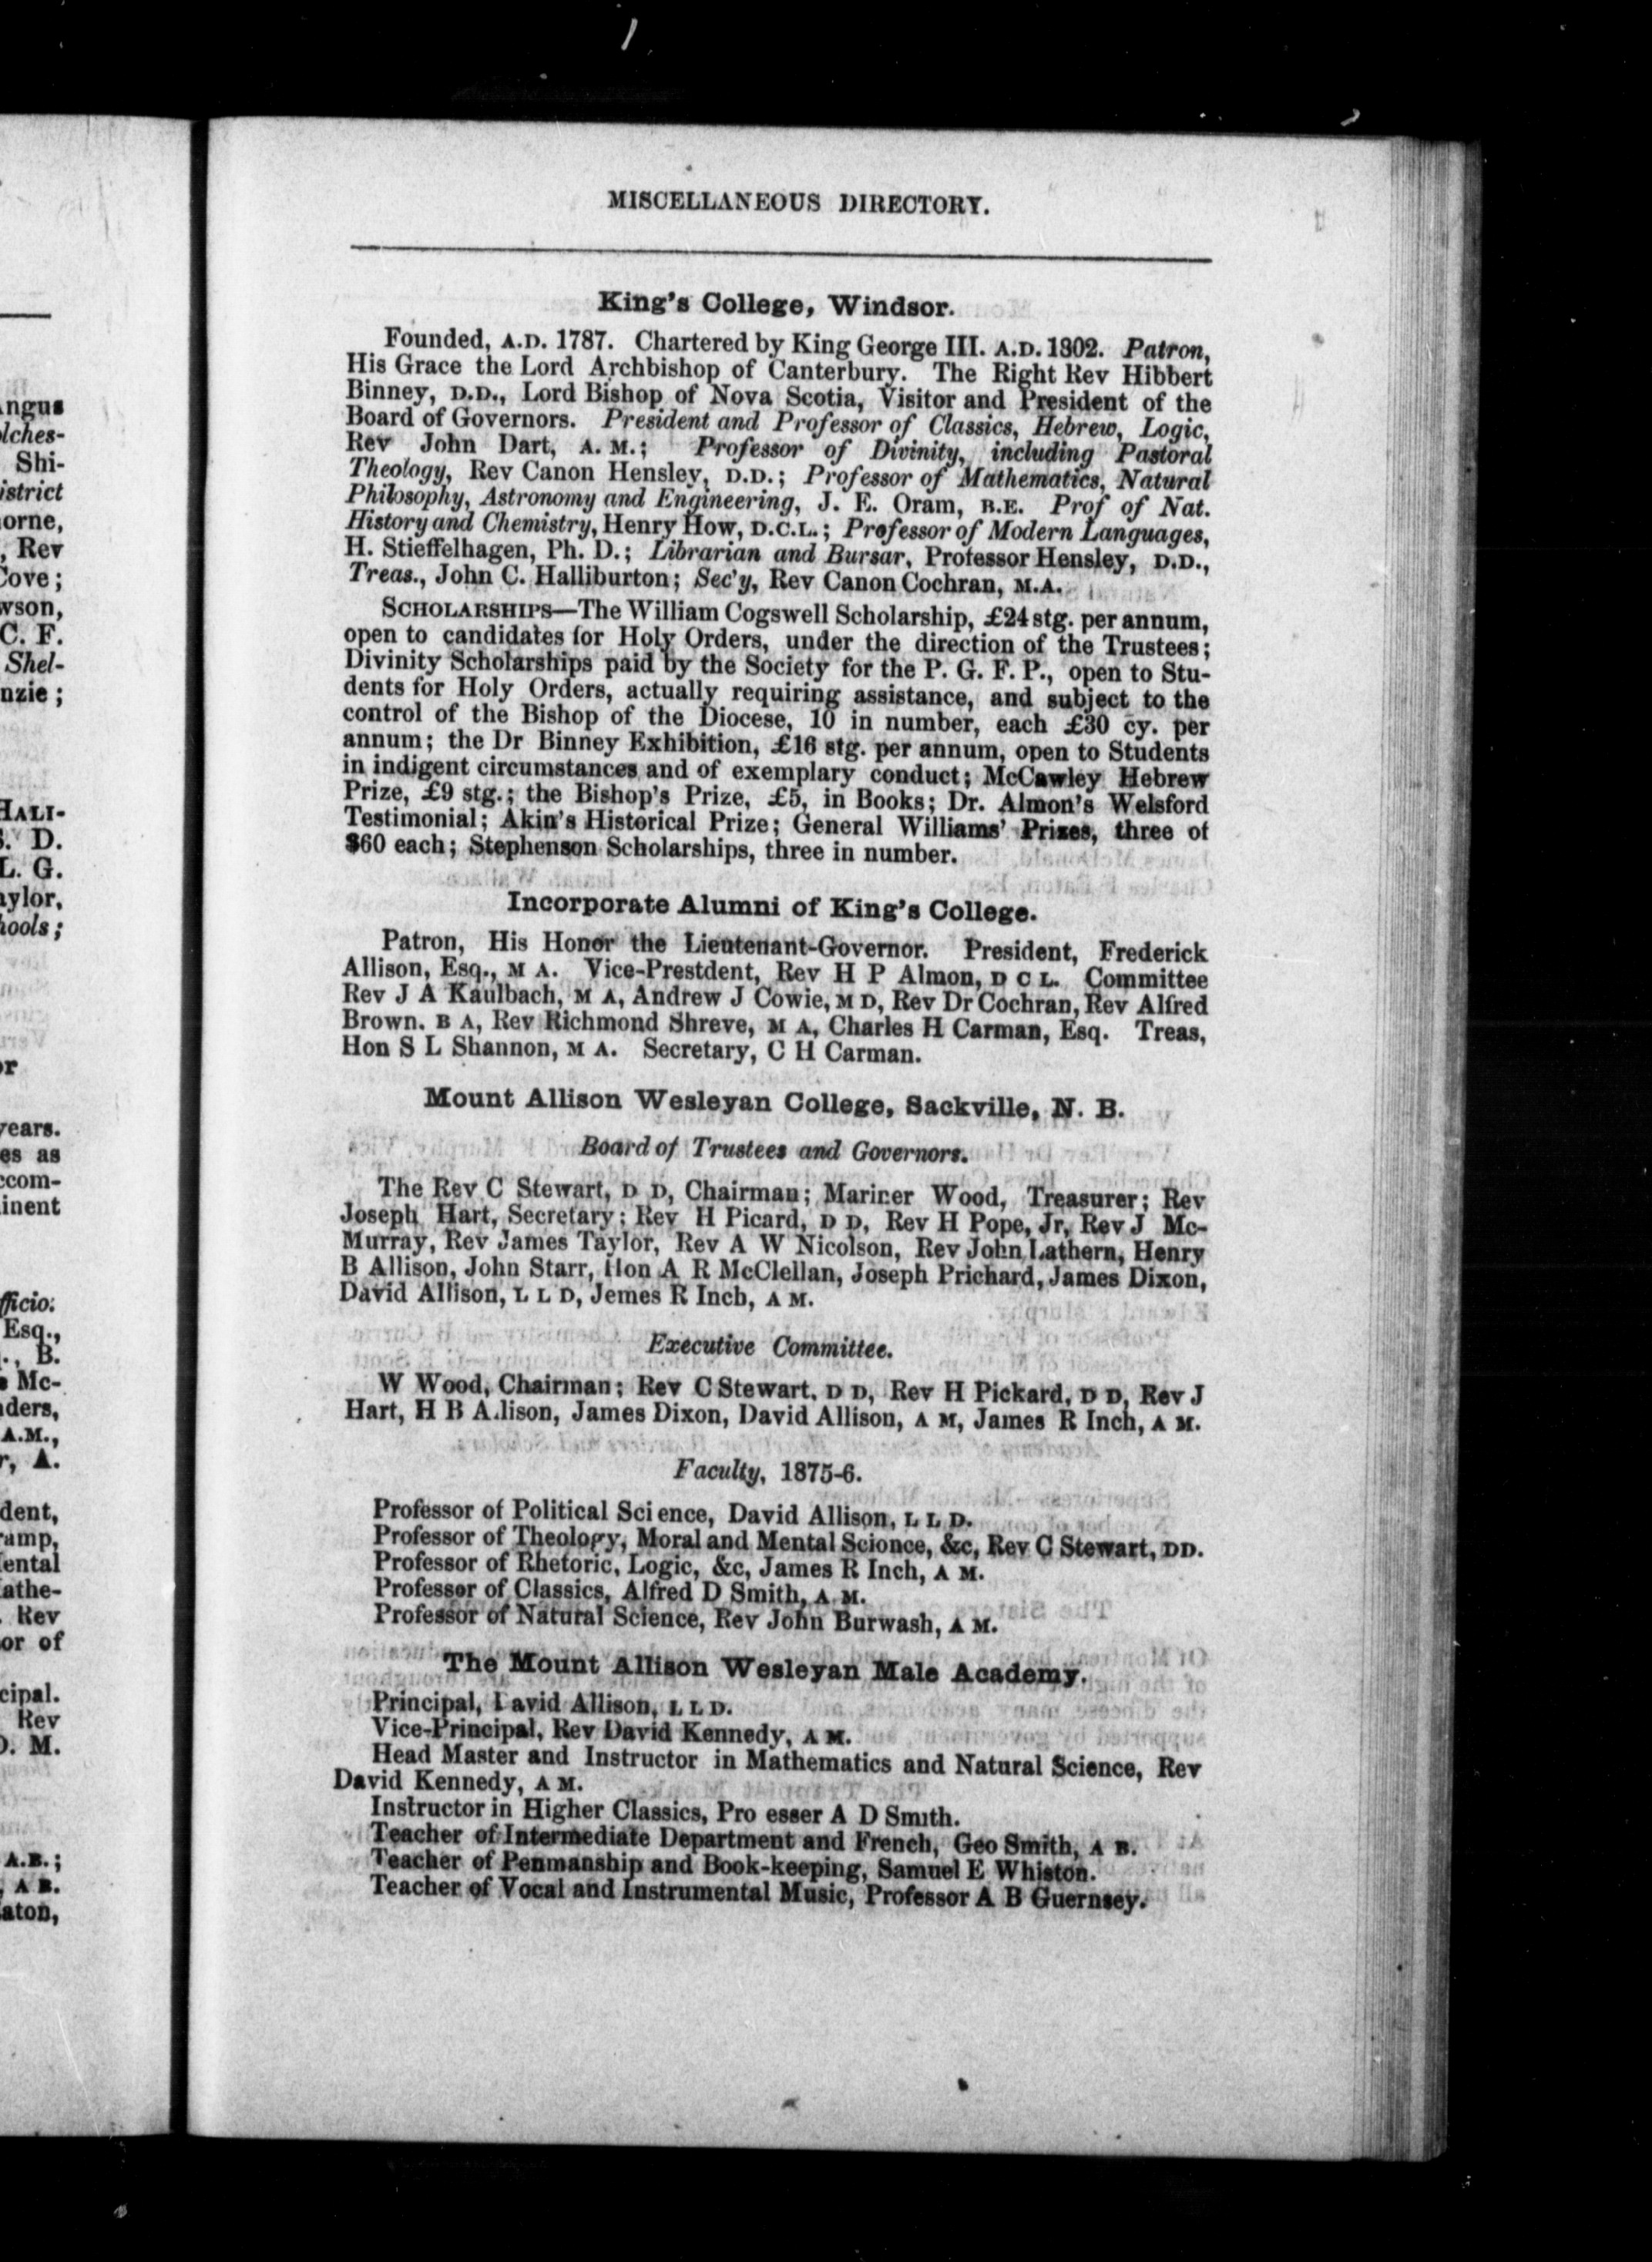 MISCELLANEOUS DIRECTORY.
King's College, Windsor.
Founded, A.D. 1787. Chartered by King George III. A.D. 1802. Patron,
His Grace the Lord Archbishop of Canterbury. The Right Rev Hibbert
Binney, D.D., Lord Bishop of Nova Scotia, Visitor and President of the
Board of Governors. President and Professor of Classics, Hebrew, Logic,
Rev John Dart, A. M.; Professor of Divinity, including Pastoral
Theology, Rev Canon Hensley, D.D.; Professor of Mathematics, Natural
Philosophy, Astronomy and Engineering, J. E. Oram, B.E. Prof of Nat.
History and Chemistry, Henry How, D.C.L.; Professor of Modern Languages,
H. Stieffelhagen, Ph. D.; Librarian and Bursar, Professor Hensley, D.D.,
Treas., John C. Halliburton; Sec'y, Rev Canon Cochran, M.A.
SCHOLARSHIPS—The William Cogswell Scholarship, £24 stg. per annum,
open to candidates for Holy Orders, under the direction of the Trustees;
Divinity Scholarships paid by the Society for the P. G. F. P., open to Stu-
dents for Holy Orders, actually requiring assistance, and subject to the
control of the Bishop of the Diocese, 10 in number, each £30 cy. per
annum; the Dr Binney Exhibition, £16 stg. per annum, open to Students
in indigent circumstances and of exemplary conduct; McCawley Hebrew
Prize, £9 stg.; the Bishop's Prize, £5, in Books; Dr. Almon's Welsford
Testimonial; Akin's Historical Prize; General Williams' Prizes, three of
$60 each; Stephenson Scholarships, three in number.
Incorporate Alumni of King's College.
Patron, His Honor the Lieutenant-Governor. President, Frederick
Allison, Esq., M A. Vice-Prestdent, Rev H P Almon, D C L. Committee
Rev J A Kaulbach, M A, Andrew J Cowie, M D, Rev Dr Cochran, Rev Alfred
Brown. B A, Rev Richmond Shreve, M A, Charles H Carman, Esq. Treas,
Hon S L Shannon, M A. Secretary, C H Carman.
Mount Allison Wesleyan College, Sackville, N. B.
Board of Trustees and Governors.
The Rev C Stewart, D D, Chairman; Mariner Wood, Treasurer; Rev
Joseph Hart, Secretary; Rev H Picard, D D, Rev H Pope, Jr, Rev J Mc-
Murray, Rev James Taylor, Rev A W Nicolson, Rev John Lathern, Henry
B Allison, John Starr, Hon A R McClellan, Joseph Prichard, James Dixon,
David Allison, L L D, Jemes R Inch, A M.
Executive Committee.
W Wood, Chairman; Rev C Stewart, D D, Rev H Pickard, D D, Rev J
Hart, H B Allison, James Dixon, David Allison, A M, James R Inch, A M.
Faculty, 1875-6.
Professor of Political Science, David Allison, L L D.
Professor of Theology, Moral and Mental Scionce, &c, Rev C Stewart, DD.
Professor of Rhetoric, Logic, &c, James R Inch, A M.
Professor of Classics, Alfred D Smith, A M.
Professor of Natural Science, Rev John Burwash, A M.
The Mount Allison Wesleyan Male Academy.
Principal, David Allison, L L D.
Vice-Principal, Rev David Kennedy, A M.
Head Master and Instructor in Mathematics and Natural Science, Rev
David Kennedy, A M.
Instructor in Higher Classics, Pro esser A D Smith.
Teacher of Intermediate Department and French, Geo Smith, A B.
Teacher of Penmanship and Book-keeping, Samuel E Whiston.
Teacher of Vocal and Instrumental Music, Professor A B Guernsey.